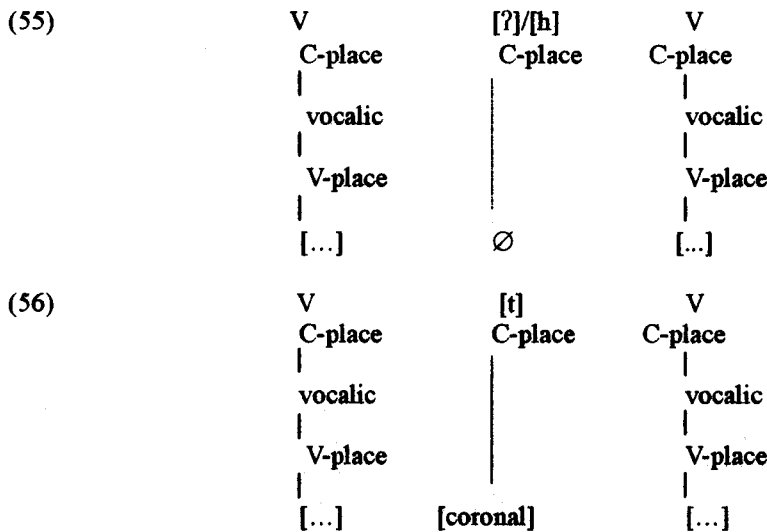 (55) V [ʔ]/[h] V
C-place C-place C-place
vocalic vocalic
V-place V-place
[…] ∅ [...]
(56) V [t] V
C-place C-place C-place
vocalic vocalic
V-place V-place
[…] [coronal] […]